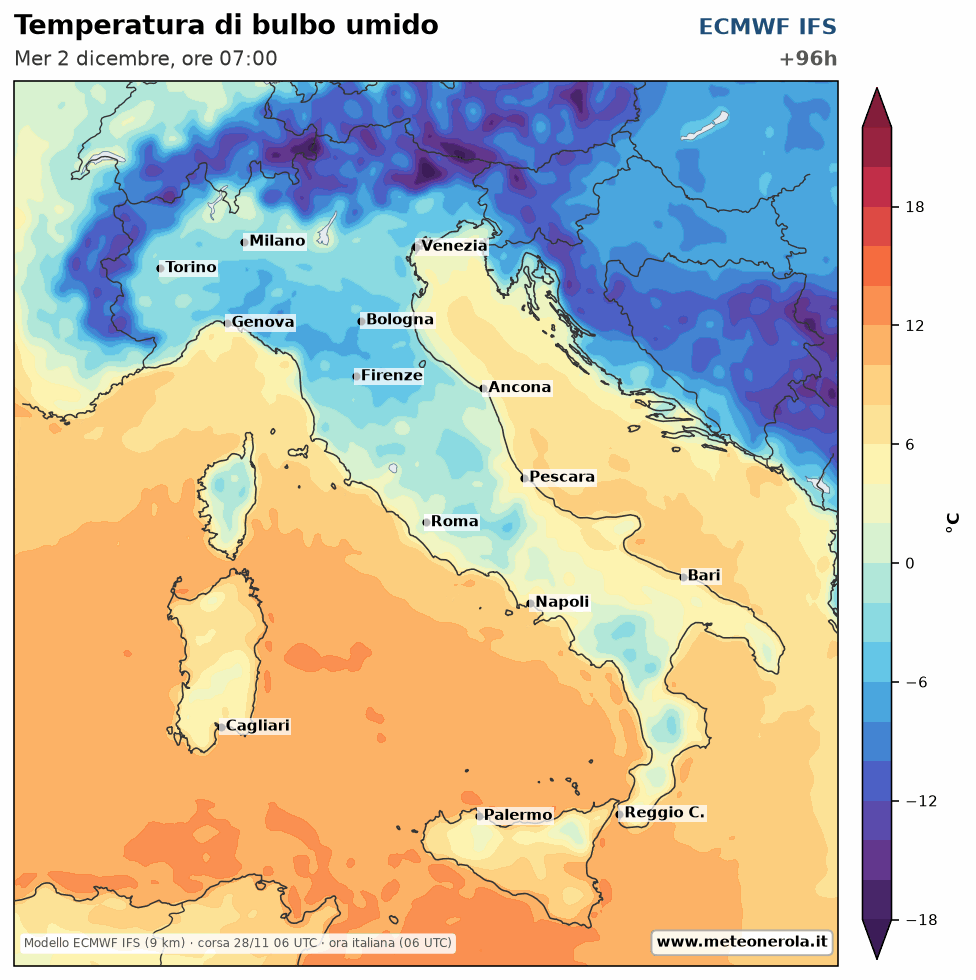 Temperatura di bulbo umido
ECMWF IFS
Mer 2 dicembre, ore 07:00
+96h
Milano
Venezia
Torino
Genova
Bologna
Firenze
Ancona
Pescara
Roma
Bari
Napoli
Cagliari
Palermo
Reggio C.
18
12
6
0
−6
−12
−18
°C
Modello ECMWF IFS (9 km) · corsa 28/11 06 UTC · ora italiana (06 UTC)
www.meteonerola.it